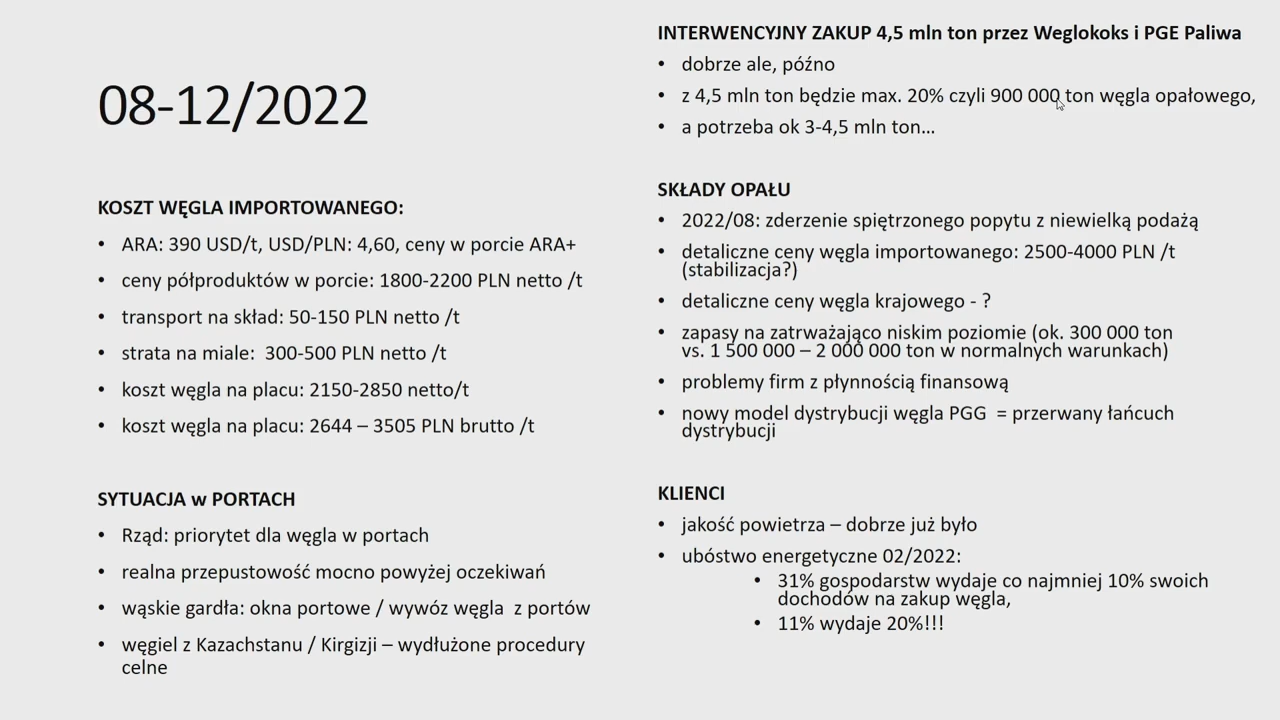 08-12/2022
KOSZT WĘGLA IMPORTOWANEGO:
• ARA: 390 USD/t, USD/PLN: 4,60, ceny w porcie ARA+
• ceny półproduktów w porcie: 1800-2200 PLN netto /t
• transport na skład: 50-150 PLN netto /t
• strata na miale:  300-500 PLN netto /t
• koszt węgla na placu: 2150-2850 netto/t
• koszt węgla na placu: 2644 – 3505 PLN brutto /t
SYTUACJA w PORTACH
• Rząd: priorytet dla węgla w portach
• realna przepustowość mocno powyżej oczekiwań
• wąskie gardła: okna portowe / wywóz węgla  z portów
• węgiel z Kazachstanu / Kirgizji – wydłużone procedury
celne
INTERWENCYJNY ZAKUP 4,5 mln ton przez Weglokoks i PGE Paliwa
• dobrze ale, późno
• z 4,5 mln ton będzie max. 20% czyli 900 000 ton węgla opałowego,
• a potrzeba ok 3-4,5 mln ton...
SKŁADY OPAŁU
• 2022/08: zderzenie spiętrzonego popytu z niewielką podażą
• detaliczne ceny węgla importowanego: 2500-4000 PLN /t
(stabilizacja?)
• detaliczne ceny węgla krajowego - ?
• zapasy na zatrważająco niskim poziomie (ok. 300 000 ton
vs. 1 500 000 – 2 000 000 ton w normalnych warunkach)
• problemy firm z płynnością finansową
• nowy model dystrybucji węgla PGG  = przerwany łańcuch
dystrybucji
KLIENCI
• jakość powietrza – dobrze już było
• ubóstwo energetyczne 02/2022:
• 31% gospodarstw wydaje co najmniej 10% swoich
dochodów na zakup węgla,
• 11% wydaje 20%!!!